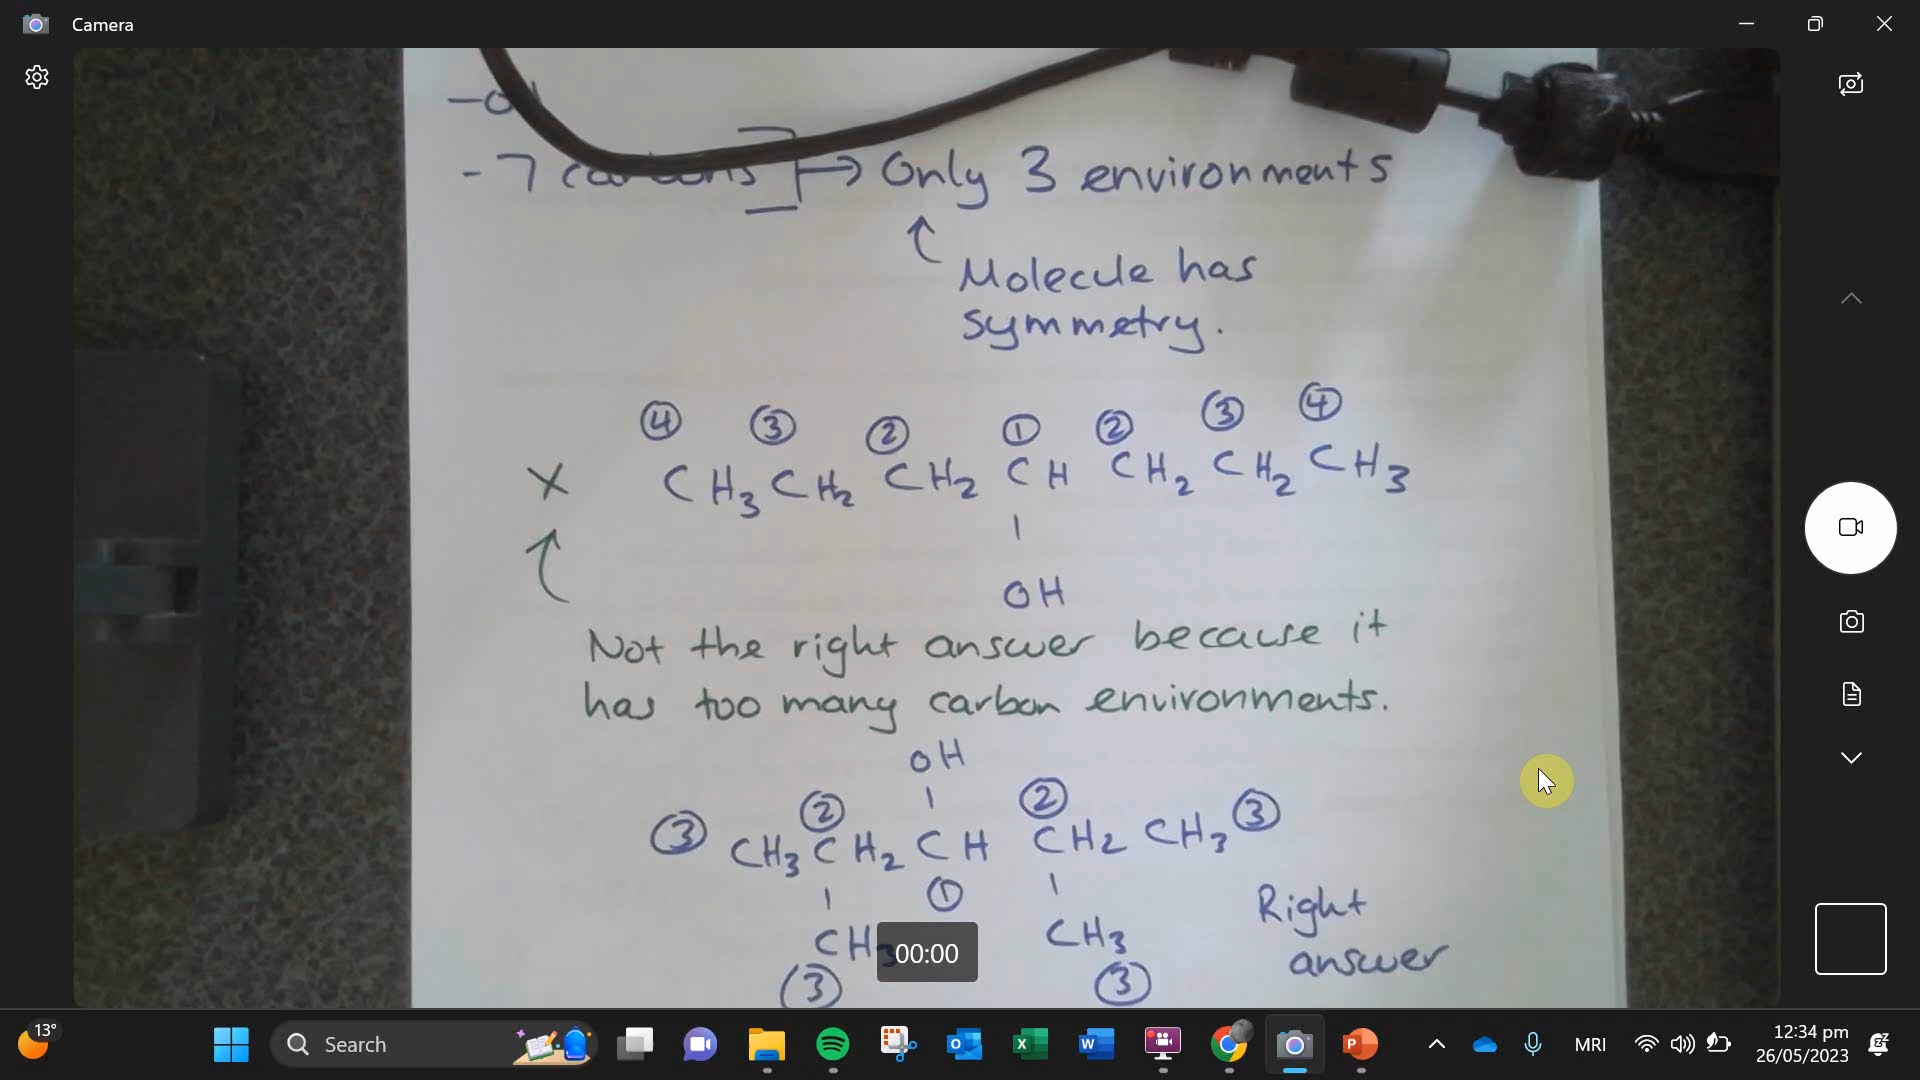 Camera
- 7 carbons] → Only 3 environments
Molecule has
symmetry.
④ ③ ② ① ② ③ ④
X CH3 CH2 CH2 CH CH2 CH2 CH3
OH
Not the right answer because it
has too many carbon environments.
OH
③ ② ② ③
CH3 CH2 CH CH2 CH3
①
CH3 CH3
③ ③
Right
answer
00:00
13°
Search
MRI
12:34 pm
26/05/2023